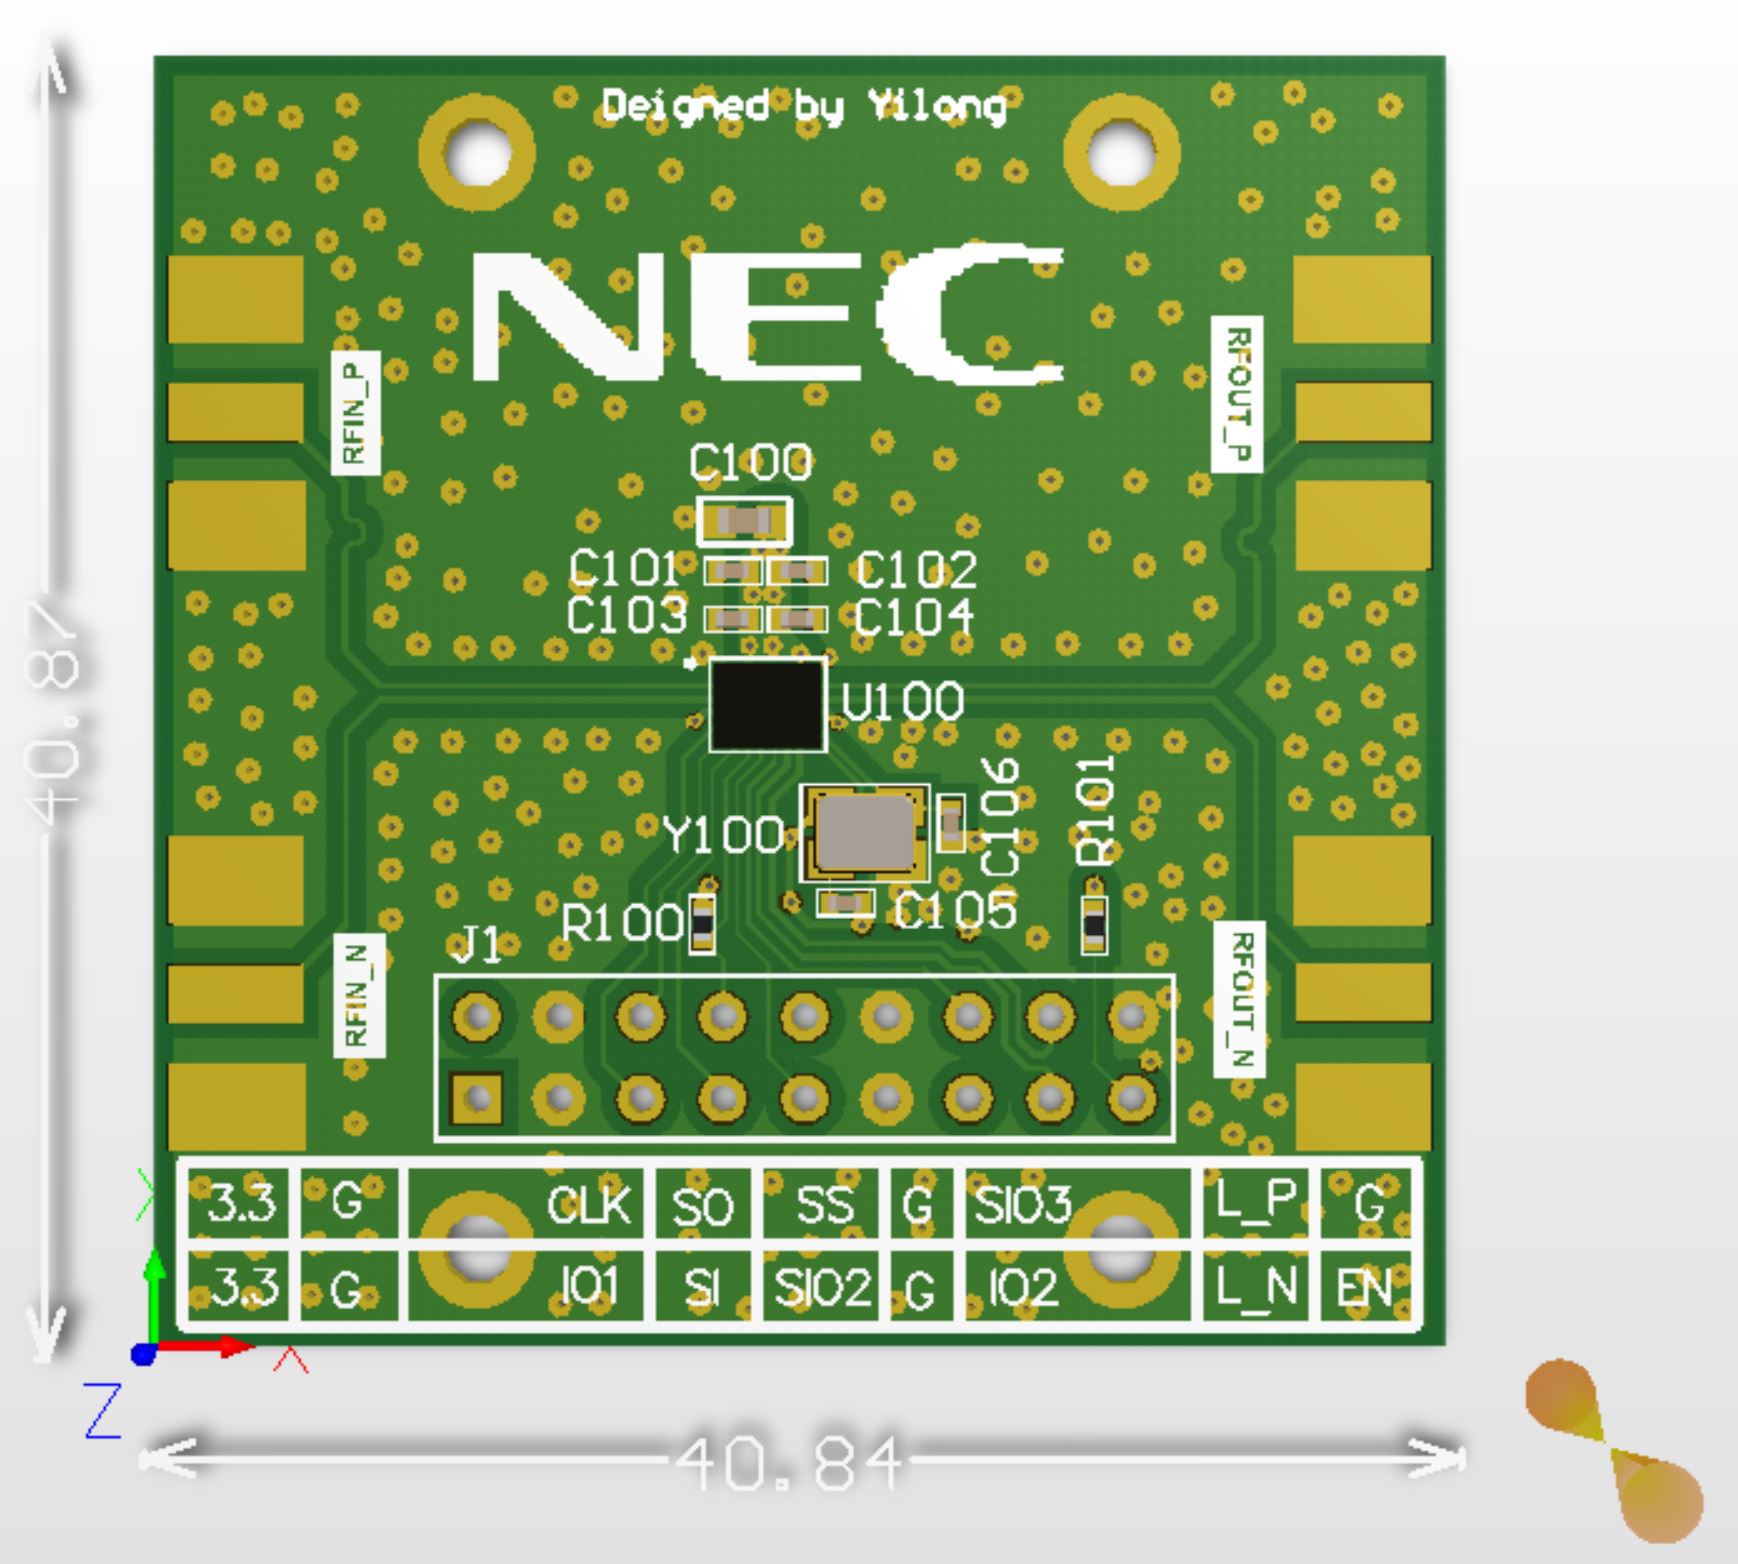 Deigned by Yilong
NEC
RFIN_P
RFOUT_P
C100
C101
C102
C103
C104
U100
Y100
C106
R101
R100
C105
J1
RFIN_N
RFOUT_N
3.3 G CLK SO SS G SIO3 L_P G
3.3 G IO1 SI SIO2 G IO2 L_N EN
40.87
40.84
Z